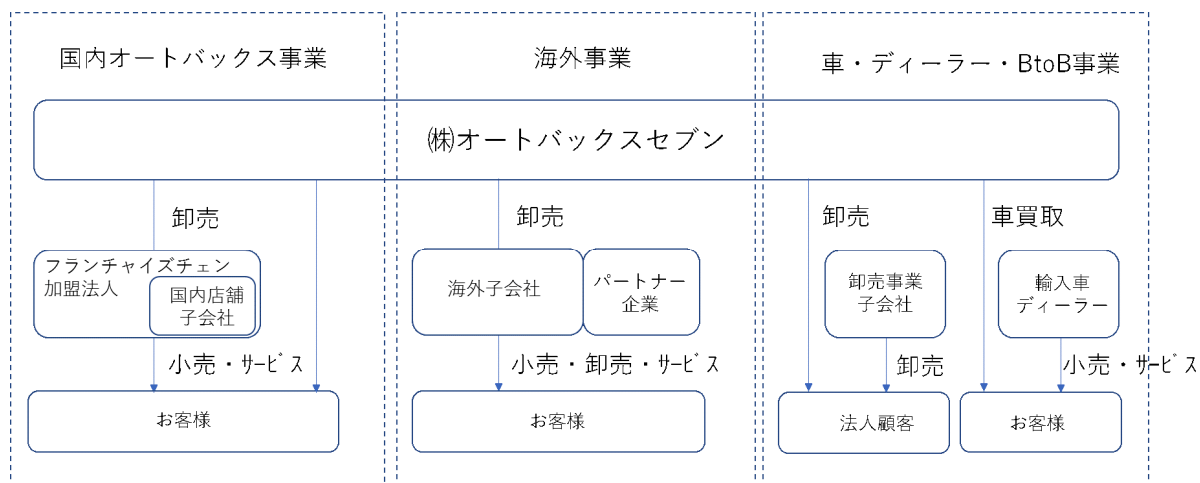 国内オートバックス事業
海外事業
車・ディーラー・BtoB事業
㈱オートバックスセブン
卸売
卸売
卸売
車買取
フランチャイズチェン
加盟法人
国内店舗
子会社
海外子会社
パートナー
企業
卸売事業
子会社
輸入車
ディーラー
小売・ｻｰﾋﾞｽ
小売・卸売・ｻｰﾋﾞｽ
卸売
小売・ｻｰﾋﾞｽ
お客様
お客様
法人顧客
お客様